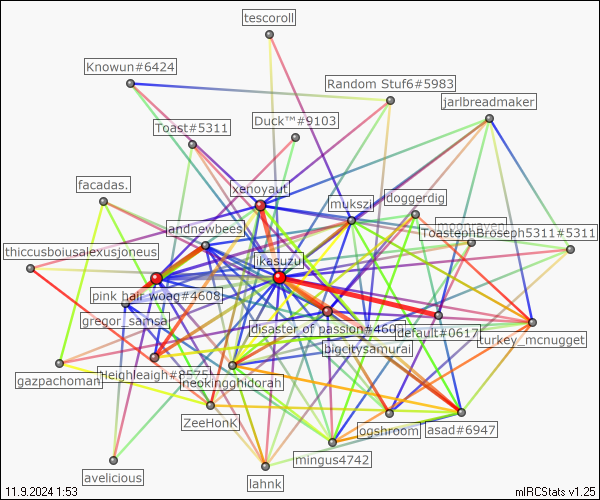 tescoroll
Knowun#6424
Random Stuf6#5983
jarlbreadmaker
Duck™#9103
Toast#5311
facadas.
xenoyaut
mukszi
doggerdig
andnewbees
ToastephBroseph5311#5311
thiccusboiusalexusjoneus
ikasuzu
pink hair woag#4608
gregor_samsa
disaster of passion#460
default#0617
turkey_mcnugget
bigcitysamurai
gazpachoman
Heighleigh#8575
neokingghidorah
ZeeHonK
ogshroom
asad#6947
mingus4742
avelicious
lahnk
11.9.2024 1:53
mIRCStats v1.25